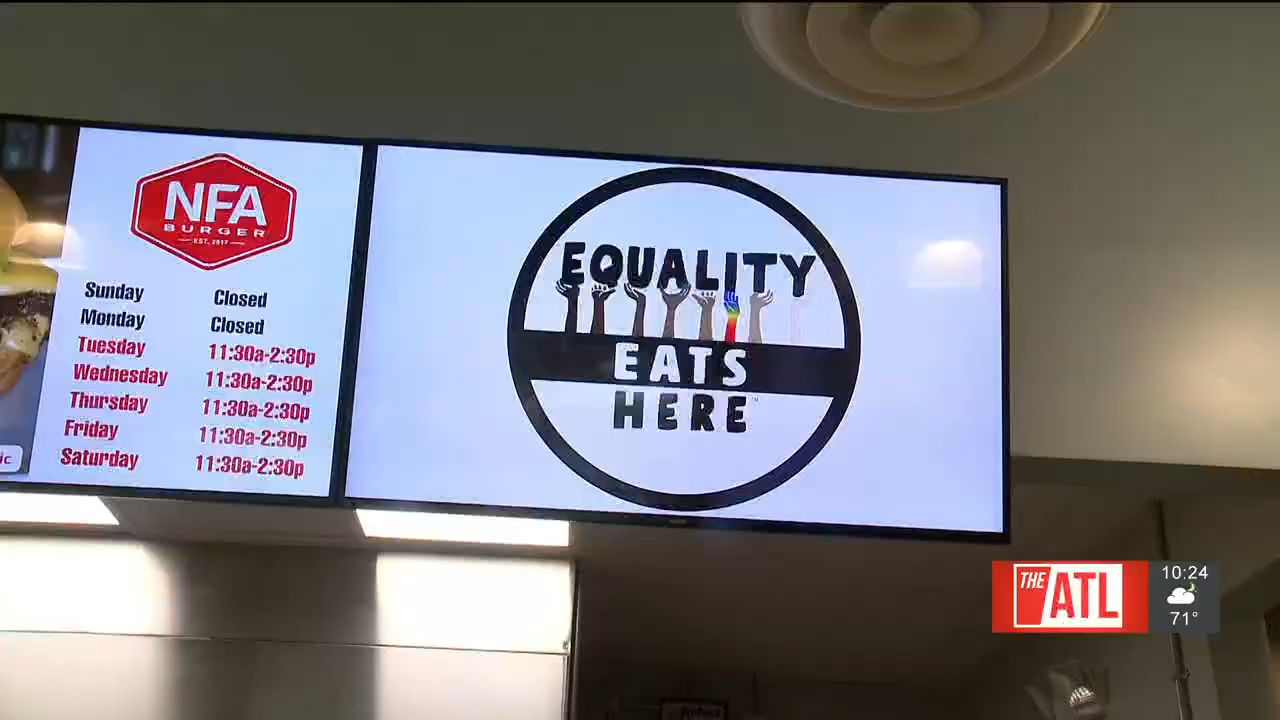 NFA
BURGER
EST. 2017
Sunday Closed
Monday Closed
Tuesday 11:30a-2:30p
Wednesday 11:30a-2:30p
Thursday 11:30a-2:30p
Friday 11:30a-2:30p
Saturday 11:30a-2:30p
ic
EQUALITY
EATS
HERE™
THE ATL
10:24
71°